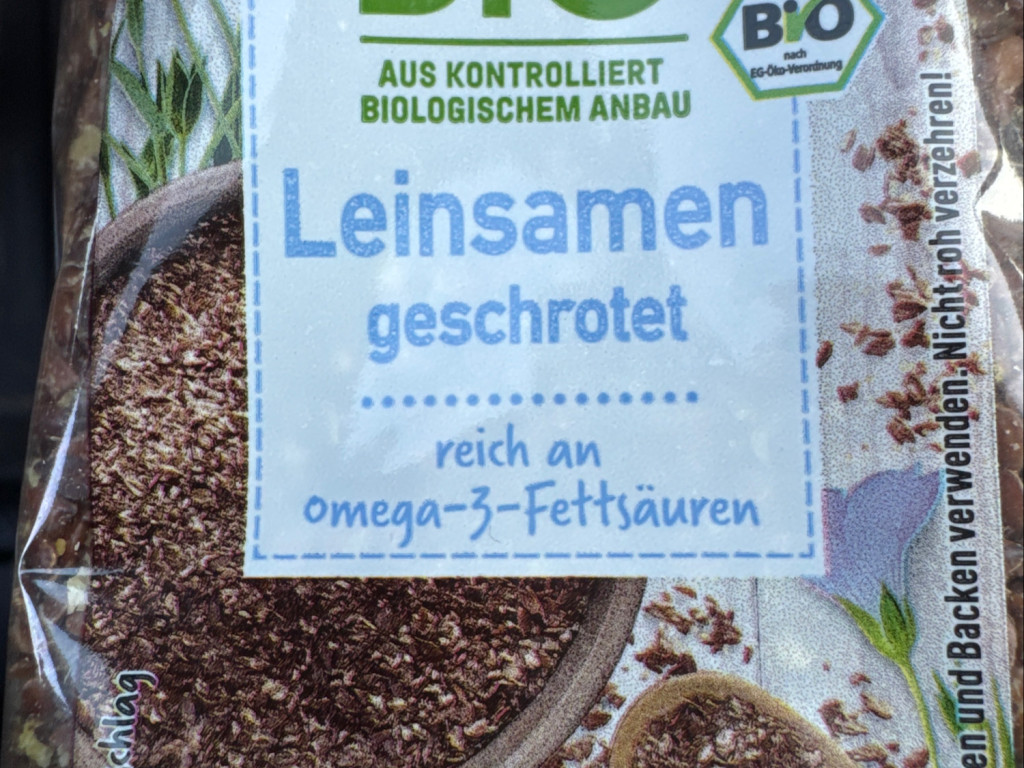 BIO
AUS KONTROLLIERT
BIOLOGISCHEM ANBAU
BiO
nach
EG-Öko-Verordnung
Leinsamen
geschrotet
reich an
omega-3-Fettsäuren
en und Backen verwenden. Nicht roh verzehren!
chlag